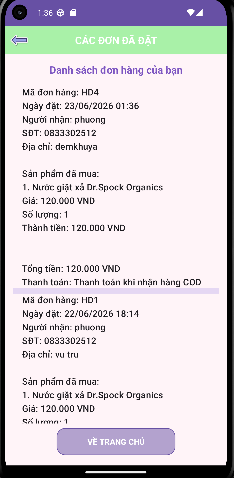 1:36
CÁC ĐƠN ĐÃ ĐẶT
Danh sách đơn hàng của bạn
Mã đơn hàng: HD4
Ngày đặt: 23/06/2026 01:36
Người nhận: phuong
SĐT: 0833302512
Địa chỉ: demkhuya
Sản phẩm đã mua:
1. Nước giặt xả Dr.Spock Organics
Giá: 120.000 VND
Số lượng: 1
Thành tiền: 120.000 VND
Tổng tiền: 120.000 VND
Thanh toán: Thanh toán khi nhận hàng COD
Mã đơn hàng: HD1
Ngày đặt: 22/06/2026 18:14
Người nhận: phuong
SĐT: 0833302512
Địa chỉ: vu tru
Sản phẩm đã mua:
1. Nước giặt xả Dr.Spock Organics
Giá: 120.000 VND
Số lượng: 1
VỀ TRANG CHỦ